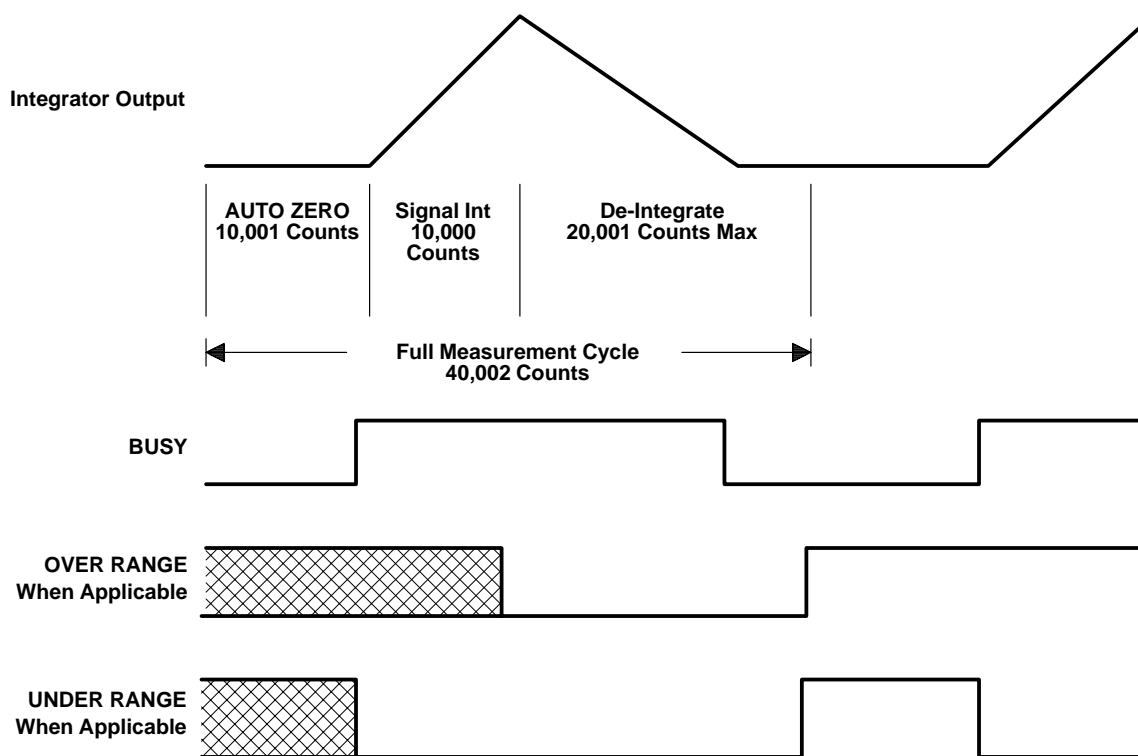 Integrator Output
AUTO ZERO
10,001 Counts
Signal Int
10,000
Counts
De-Integrate
20,001 Counts Max
Full Measurement Cycle
40,002 Counts
BUSY
OVER RANGE
When Applicable
UNDER RANGE
When Applicable